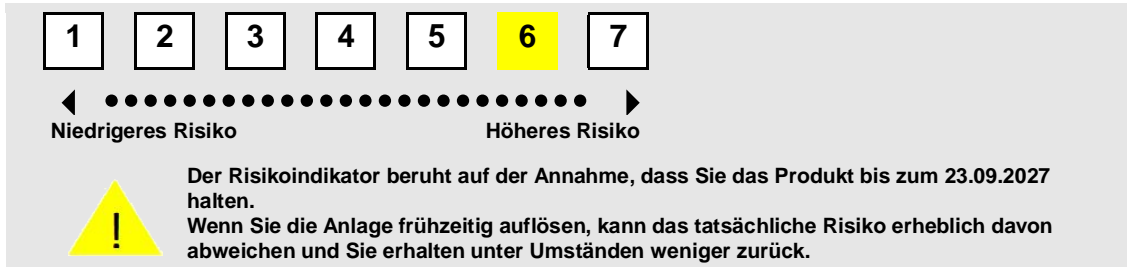 1 2 3 4 5 6 7
Niedrigeres Risiko Höheres Risiko
Der Risikoindikator beruht auf der Annahme, dass Sie das Produkt bis zum 23.09.2027
halten.
Wenn Sie die Anlage frühzeitig auflösen, kann das tatsächliche Risiko erheblich davon
abweichen und Sie erhalten unter Umständen weniger zurück.
!